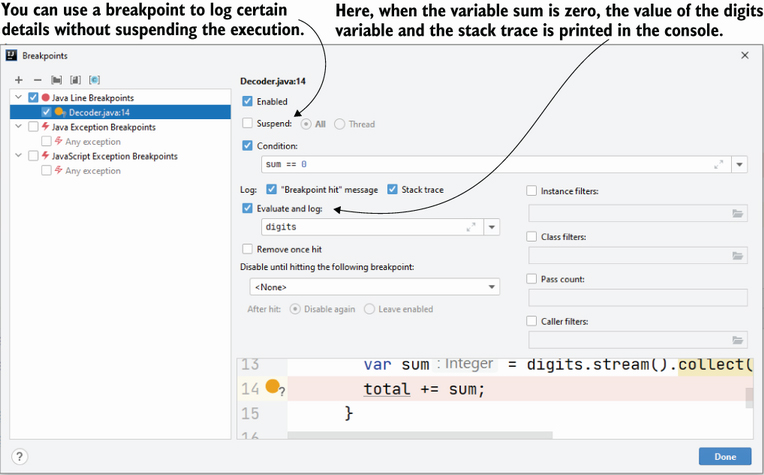 You can use a breakpoint to log certain
details without suspending the execution.
Here, when the variable sum is zero, the value of the digits
variable and the stack trace is printed in the console.
Breakpoints
Java Line Breakpoints
Decoder.java:14
Java Exception Breakpoints
Any exception
JavaScript Exception Breakpoints
Any exception
Decoder.java:14
Enabled
Suspend: All Thread
Condition:
sum == 0
Log: "Breakpoint hit" message Stack trace
Evaluate and log:
digits
Remove once hit
Disable until hitting the following breakpoint:
<None>
After hit: Disable again Leave enabled
Instance filters:
Class filters:
Pass count:
Caller filters:
13 var sum : Integer = digits.stream().collect(
14 ? total += sum;
15 }
16
? Done